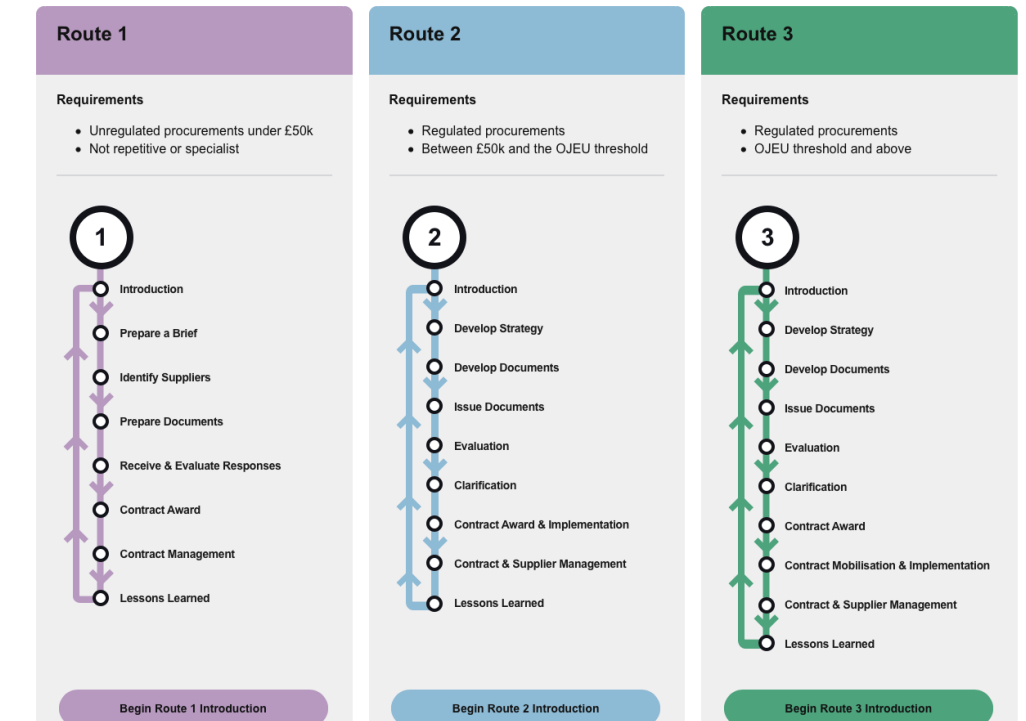 Route 1
Requirements
• Unregulated procurements under £50k
• Not repetitive or specialist
1
Introduction
Prepare a Brief
Identify Suppliers
Prepare Documents
Receive & Evaluate Responses
Contract Award
Contract Management
Lessons Learned
Begin Route 1 Introduction
Route 2
Requirements
• Regulated procurements
• Between £50k and the OJEU threshold
2
Introduction
Develop Strategy
Develop Documents
Issue Documents
Evaluation
Clarification
Contract Award & Implementation
Contract & Supplier Management
Lessons Learned
Begin Route 2 Introduction
Route 3
Requirements
• Regulated procurements
• OJEU threshold and above
3
Introduction
Develop Strategy
Develop Documents
Issue Documents
Evaluation
Clarification
Contract Award
Contract Mobilisation & Implementation
Contract & Supplier Management
Lessons Learned
Begin Route 3 Introduction